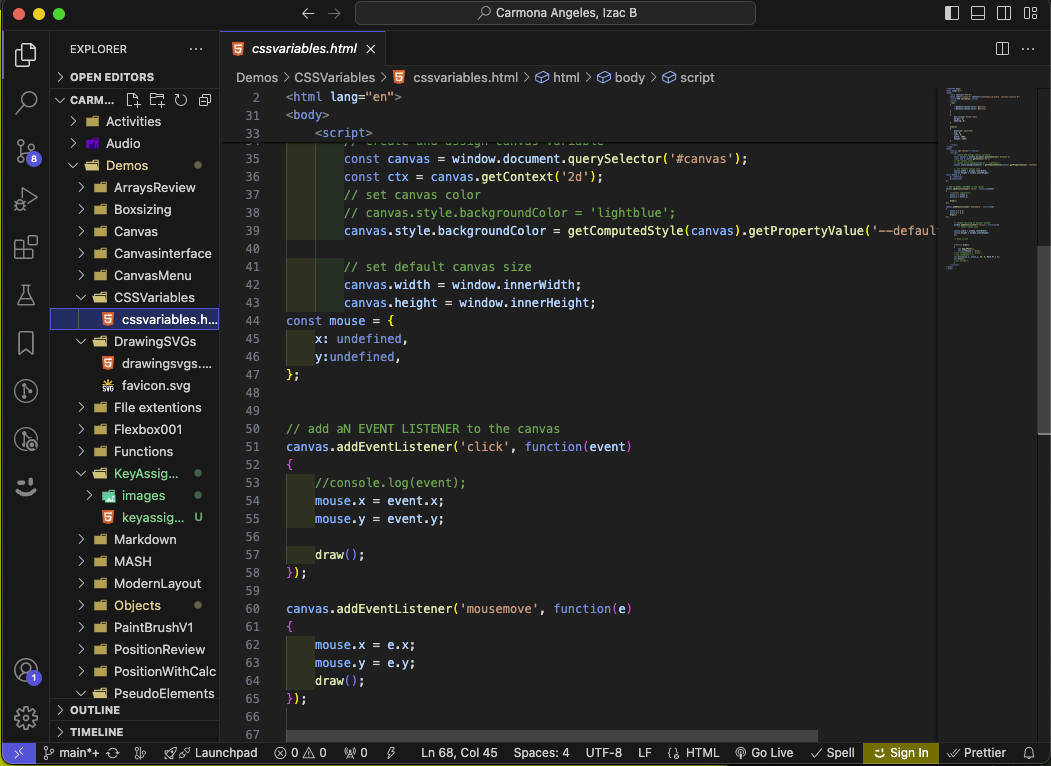 Carmona Angeles, Izac B
EXPLORER
OPEN EDITORS
CARM...
Activities
Audio
Demos
ArraysReview
Boxsizing
Canvas
Canvasinterface
CanvasMenu
CSSVariables
cssvariables.h...
DrawingSVGs
drawingsvgs....
favicon.svg
FIle extentions
Flexbox001
Functions
KeyAssig...
images
keyassig... U
Markdown
MASH
ModernLayout
Objects
PaintBrushV1
PositionReview
PositionWithCalc
PseudoElements
OUTLINE
TIMELINE
8
1
cssvariables.html
Demos > CSSVariables > cssvariables.html > html > body > script
2 <html lang="en">
31 <body>
33 <script>
34 // create and assign canvas variable
35 const canvas = window.document.querySelector('#canvas');
36 const ctx = canvas.getContext('2d');
37 // set canvas color
38 // canvas.style.backgroundColor = 'lightblue';
39 canvas.style.backgroundColor = getComputedStyle(canvas).getPropertyValue('--defau
40
41 // set default canvas size
42 canvas.width = window.innerWidth;
43 canvas.height = window.innerHeight;
44 const mouse = {
45 x: undefined,
46 y:undefined,
47 };
48
49
50 // add aN EVENT LISTENER to the canvas
51 canvas.addEventListener('click', function(event)
52 {
53 //console.log(event);
54 mouse.x = event.x;
55 mouse.y = event.y;
56
57 draw();
58 });
59
60 canvas.addEventListener('mousemove', function(e)
61 {
62 mouse.x = e.x;
63 mouse.y = e.y;
64 draw();
65 });
66
67
main*+ Launchpad 0 0 0 Ln 68, Col 45 Spaces: 4 UTF-8 LF HTML Go Live Spell Sign In Prettier